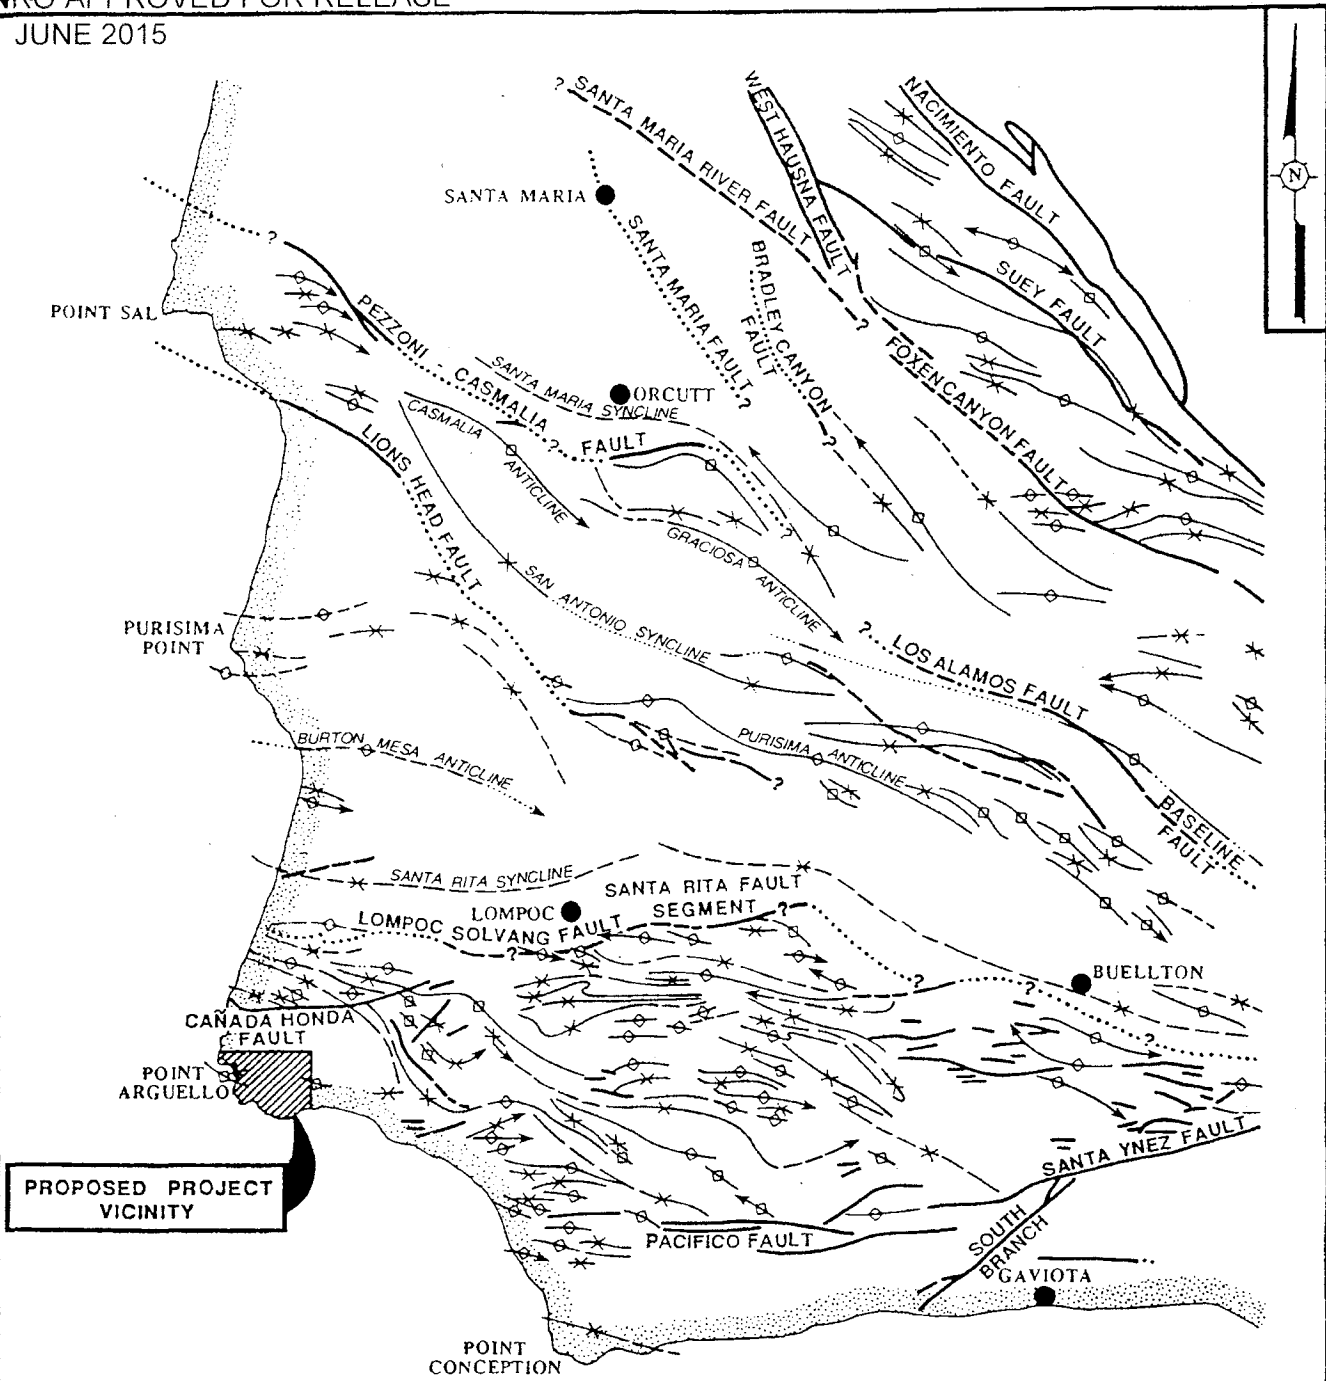 NRO APPROVED FOR RELEASE
JUNE 2015
N
? SANTA MARIA RIVER FAULT
WEST HAUSNA FAULT
NACIMIENTO FAULT
SANTA MARIA
SANTA MARIA FAULT ?
BRADLEY CANYON
FAULT
?
?
SUEY FAULT
?
POINT SAL
PEZZONI - CASMALIA
FAULT
?
?
FOXEN CANYON FAULT
SANTA MARIA SYNCLINE
ORCUTT
CASMALIA
ANTICLINE
LIONS HEAD FAULT
GRACIOSA ANTICLINE
SAN ANTONIO SYNCLINE
PURISIMA
POINT
? LOS ALAMOS FAULT
BURTON MESA ANTICLINE
PURISIMA ANTICLINE
?
BASELINE
FAULT
SANTA RITA SYNCLINE
SANTA RITA FAULT
SEGMENT ?
LOMPOC
LOMPOC SOLVANG FAULT
?
?
?
BUELLTON
?
CAÑADA HONDA
FAULT
POINT
ARGUELLO
PROPOSED PROJECT
VICINITY
SANTA YNEZ FAULT
PACIFICO FAULT
SOUTH
BRANCH
GAVIOTA
POINT
CONCEPTION